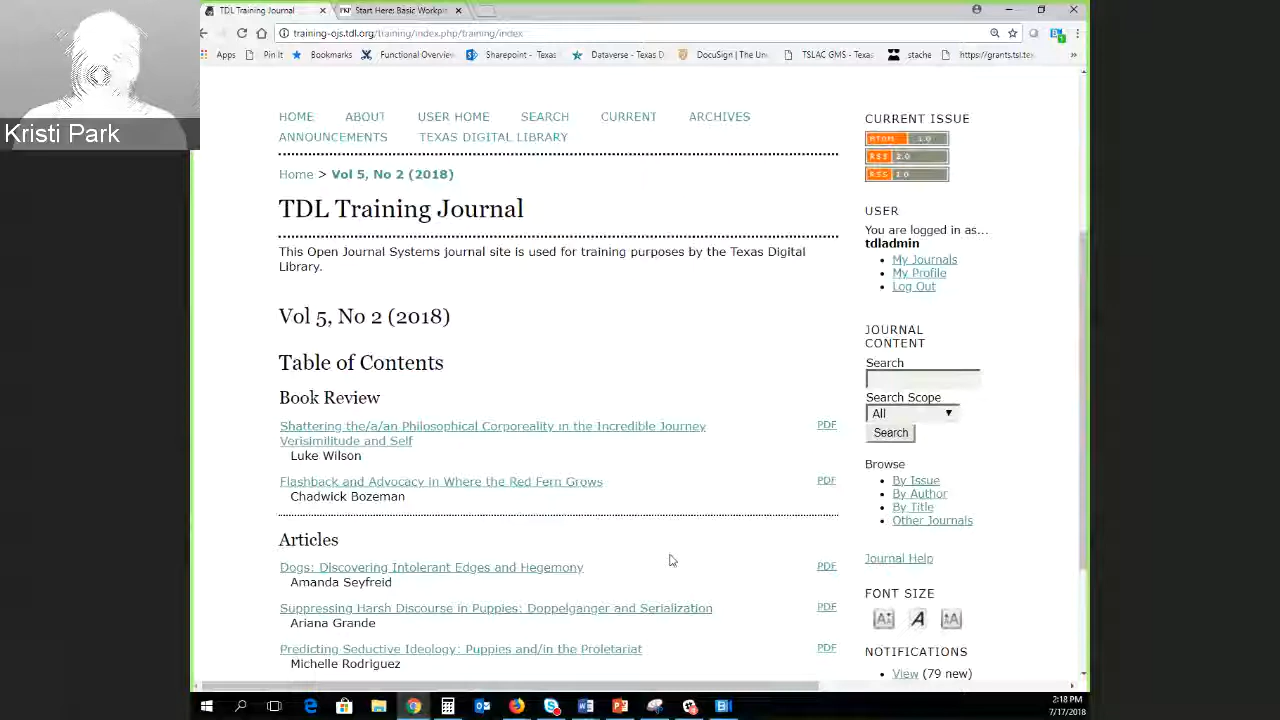 TDL Training Journal
Start Here: Basic Workp
training-ojs.tdl.org/training/index.php/training/index
Apps Pin It Bookmarks Functional Overview Sharepoint - Texas Dataverse - Texas D DocuSign | The Un TSLAC GMS - Texas stache https://grants.tsl.tex
Kristi Park
HOME ABOUT USER HOME SEARCH CURRENT ARCHIVES
ANNOUNCEMENTS TEXAS DIGITAL LIBRARY
Home > Vol 5, No 2 (2018)
TDL Training Journal
This Open Journal Systems journal site is used for training purposes by the Texas Digital
Library.
Vol 5, No 2 (2018)
Table of Contents
Book Review
Shattering the/a/an Philosophical Corporeality in the Incredible Journey PDF
Verisimilitude and Self
Luke Wilson
Flashback and Advocacy in Where the Red Fern Grows PDF
Chadwick Bozeman
Articles
Dogs: Discovering Intolerant Edges and Hegemony PDF
Amanda Seyfreid
Suppressing Harsh Discourse in Puppies: Doppelganger and Serialization PDF
Ariana Grande
Predicting Seductive Ideology: Puppies and/in the Proletariat PDF
Michelle Rodriguez
CURRENT ISSUE
ATOM 1.0
RSS 2.0
RSS 1.0
USER
You are logged in as...
tdladmin
My Journals
My Profile
Log Out
JOURNAL
CONTENT
Search
Search Scope
All
Search
Browse
By Issue
By Author
By Title
Other Journals
Journal Help
FONT SIZE
NOTIFICATIONS
View (79 new)
2:18 PM
7/17/2018